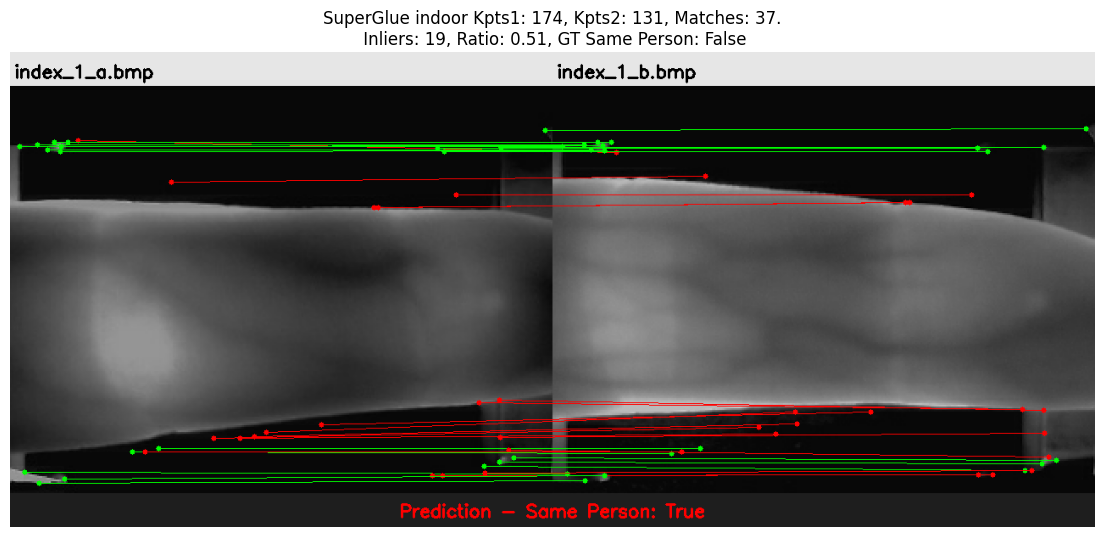 SuperGlue indoor Kpts1: 174, Kpts2: 131, Matches: 37.
Inliers: 19, Ratio: 0.51, GT Same Person: False
index_1_a.bmp
index_1_b.bmp
Prediction - Same Person: True